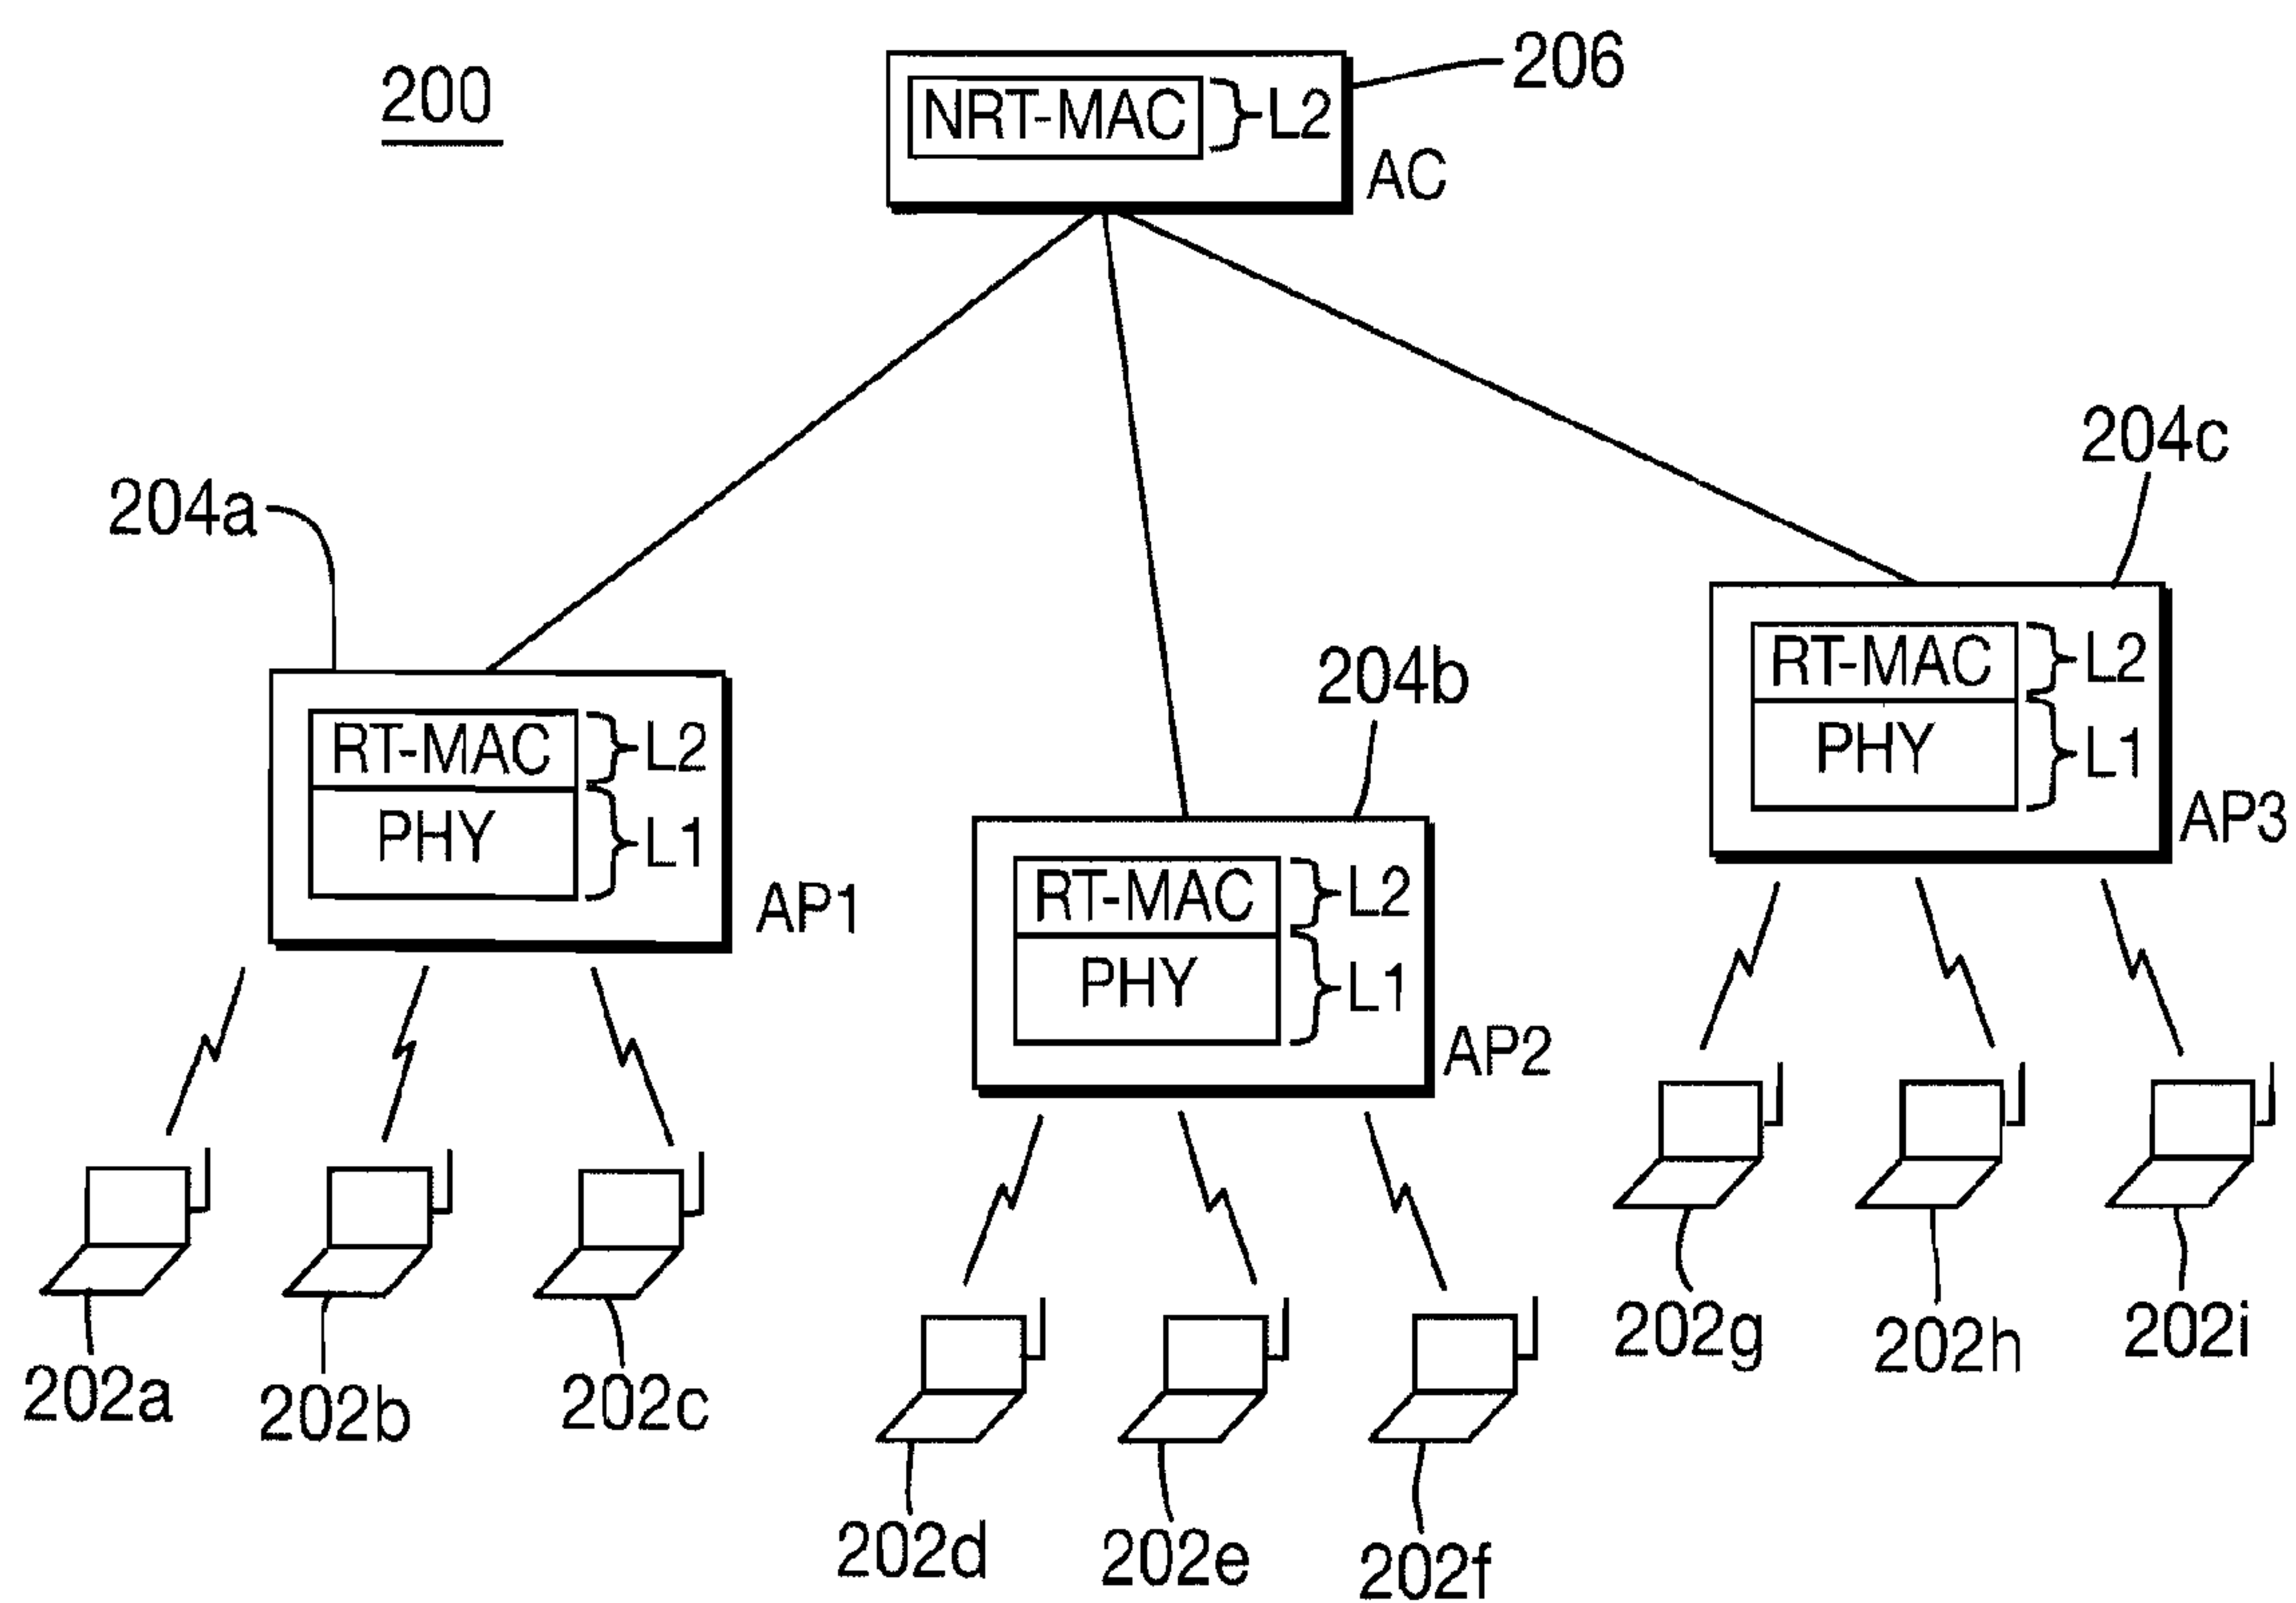 200
206
NRT-MAC
L2
AC
204a
204b
204c
RT-MAC
L2
PHY
L1
AP1
RT-MAC
L2
PHY
L1
AP2
RT-MAC
L2
PHY
L1
AP3
202a
202b
202c
202d
202e
202f
202g
202h
202i